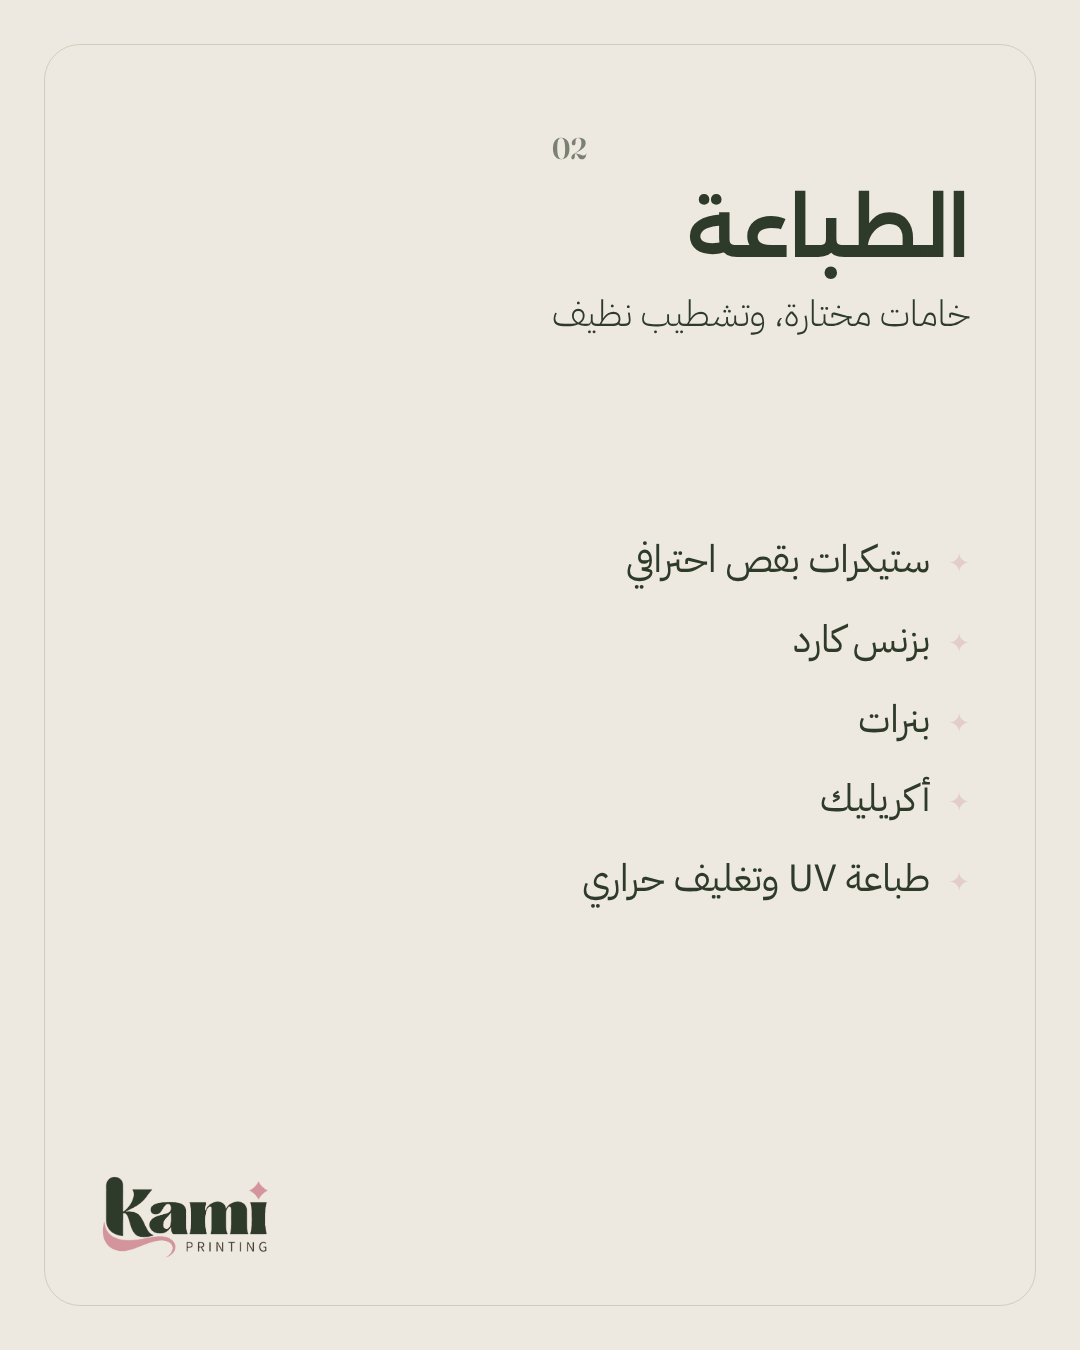 02
الطباعة
خامات مختارة، وتشطيب نظيف
ستيكرات بقص احترافي
بزنس كارد
بنرات
أكريليك
طباعة UV وتغليف حراري
kami
PRINTING